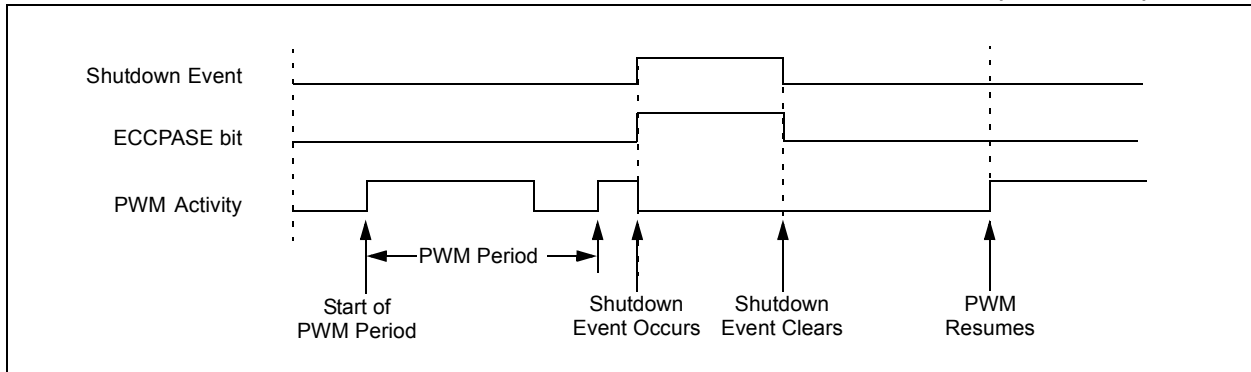 Shutdown Event
ECCPASE bit
PWM Activity
PWM Period
Start of
PWM Period
Shutdown
Event Occurs
Shutdown
Event Clears
PWM
Resumes